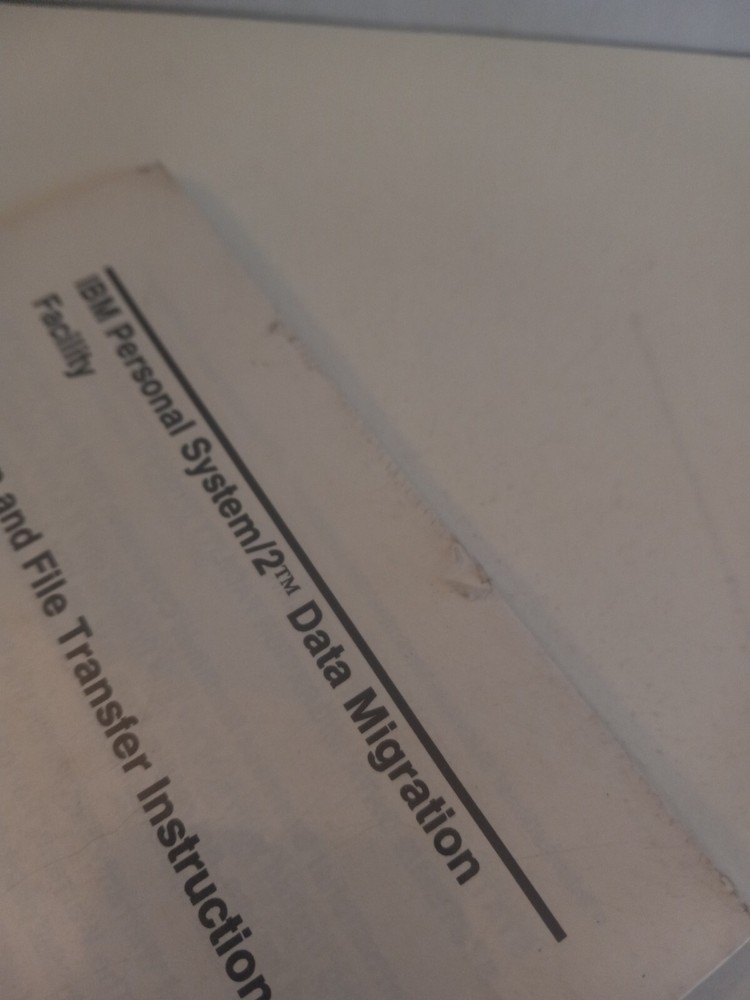 IBM Personal System/2™ Data Migration
Facility
and File Transfer Instruction